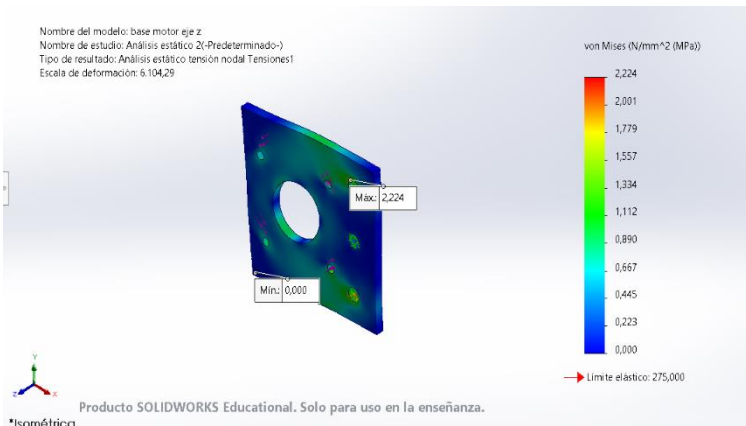 Nombre del modelo: base motor eje z
Nombre de estudio: Análisis estático 2(-Predeterminado-)
Tipo de resultado: Análisis estático tensión nodal Tensiones1
Escala de deformación: 6.104,29
von Mises (N/mm^2 (MPa))
2,224
2,001
1,779
1,557
1,334
1,112
0,890
0,667
0,445
0,223
0,000
Límite elástico: 275,000
Máx.: 2,224
Mín.: 0,000
Y
Z
X
Producto SOLIDWORKS Educational. Solo para uso en la enseñanza.
*Isométrica